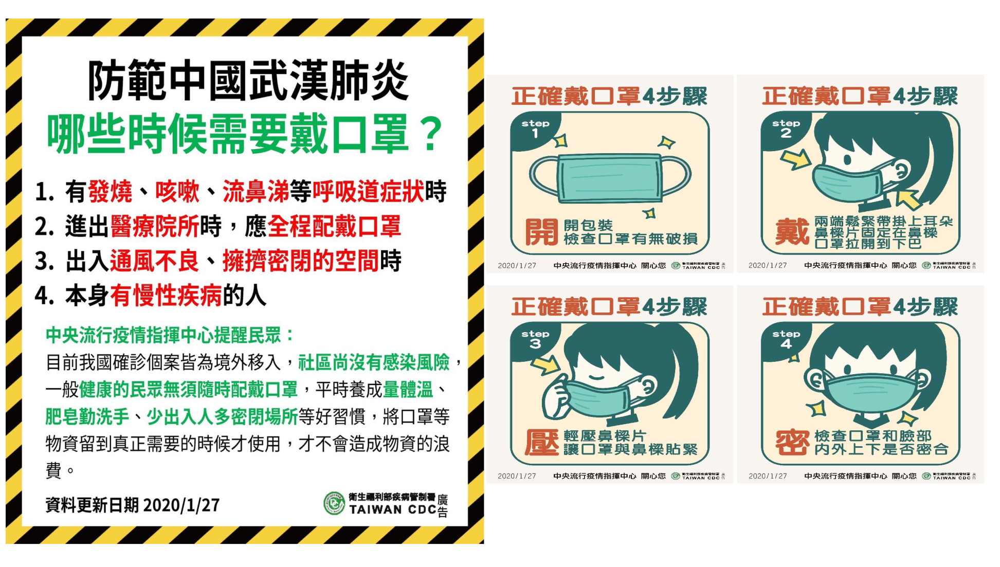 防範中國武漢肺炎
哪些時候需要戴口罩？
1. 有發燒、咳嗽、流鼻涕等呼吸道症狀時
2. 進出醫療院所時，應全程配戴口罩
3. 出入通風不良、擁擠密閉的空間時
4. 本身有慢性疾病的人
中央流行疫情指揮中心提醒民眾：
目前我國確診個案皆為境外移入，社區尚沒有感染風險，
一般健康的民眾無須隨時配戴口罩，平時養成量體溫、
肥皂勤洗手、少出入人多密閉場所等好習慣，將口罩等
物資留到真正需要的時候才使用，才不會造成物資的浪
費。
資料更新日期 2020/1/27
衛生福利部疾病管制署
TAIWAN CDC
廣告
正確戴口罩4步驟
step
1
開
開包裝
檢查口罩有無破損
2020/1/27 中央流行疫情指揮中心 關心您
衛生福利部疾病管制署
TAIWAN CDC
廣告
正確戴口罩4步驟
step
2
戴
兩端鬆緊帶掛上耳朵
鼻樑片固定在鼻樑
口罩拉開到下巴
2020/1/27 中央流行疫情指揮中心 關心您
衛生福利部疾病管制署
TAIWAN CDC
廣告
正確戴口罩4步驟
step
3
壓
輕壓鼻樑片
讓口罩與鼻樑貼緊
2020/1/27 中央流行疫情指揮中心 關心您
衛生福利部疾病管制署
TAIWAN CDC
廣告
正確戴口罩4步驟
step
4
密
檢查口罩和臉部
內外上下是否密合
2020/1/27 中央流行疫情指揮中心 關心您
衛生福利部疾病管制署
TAIWAN CDC
廣告